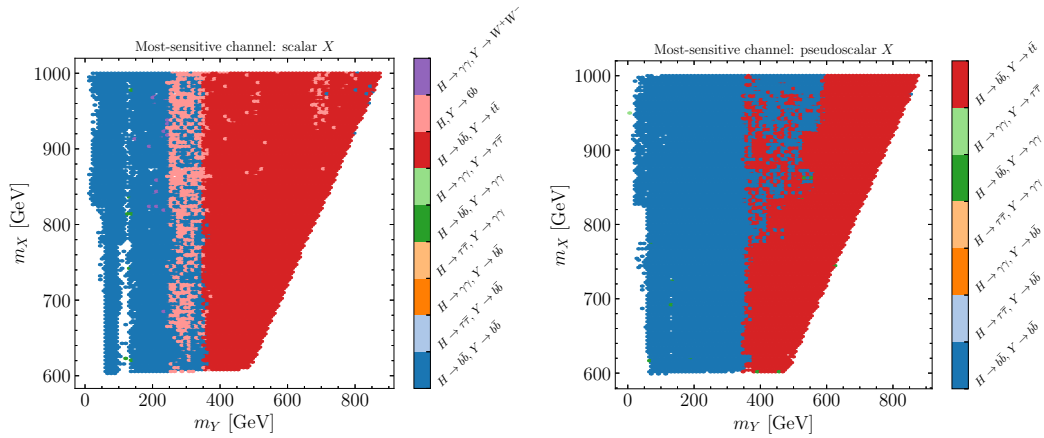 Most-sensitive channel: scalar X
1000
900
800
700
600
m_X [GeV]
0
200
400
600
800
m_Y [GeV]
H → γγ, Y → W⁺W⁻
H, Y → 6b
H → bb̄, Y → tt̄
H → γγ, Y → ττ̄
H → bb̄, Y → γγ
H → ττ̄, Y → γγ
H → γγ, Y → bb̄
H → ττ̄, Y → bb̄
H → bb̄, Y → bb̄
Most-sensitive channel: pseudoscalar X
1000
900
800
700
600
m_X [GeV]
0
200
400
600
800
m_Y [GeV]
H → bb̄, Y → tt̄
H → γγ, Y → ττ̄
H → bb̄, Y → γγ
H → ττ̄, Y → γγ
H → γγ, Y → bb̄
H → ττ̄, Y → bb̄
H → bb̄, Y → bb̄